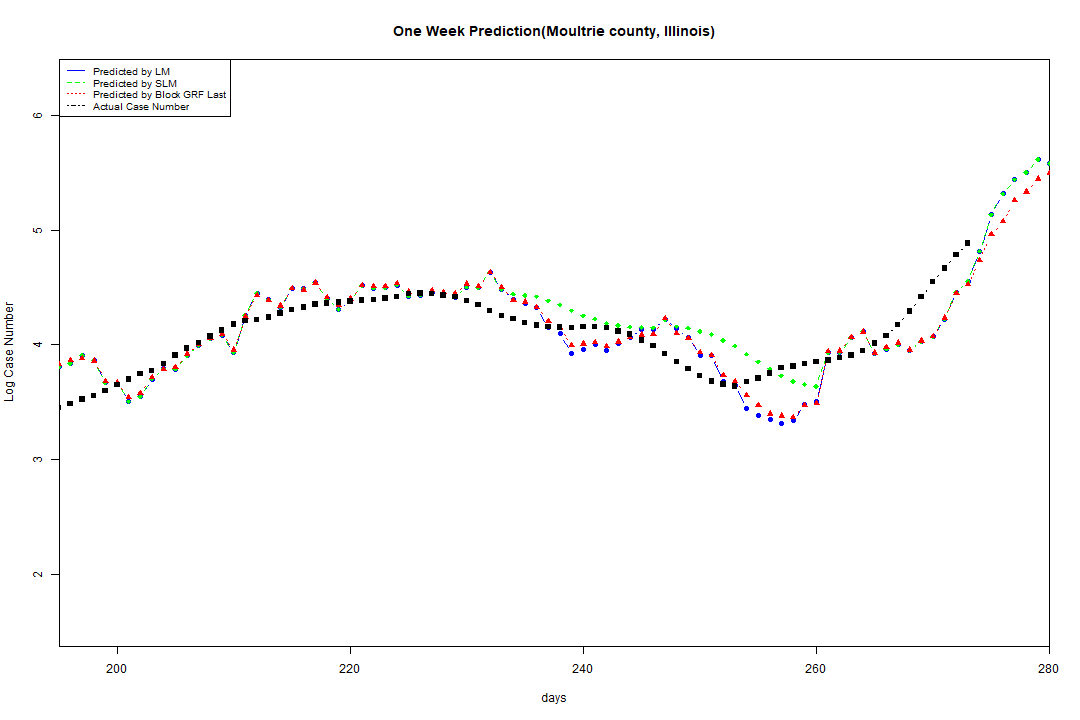 One Week Prediction(Moultrie county, Illinois)
Predicted by LM
Predicted by SLM
Predicted by Block GRF Last
Actual Case Number
6
5
4
3
2
Log Case Number
200 220 240 260 280
days